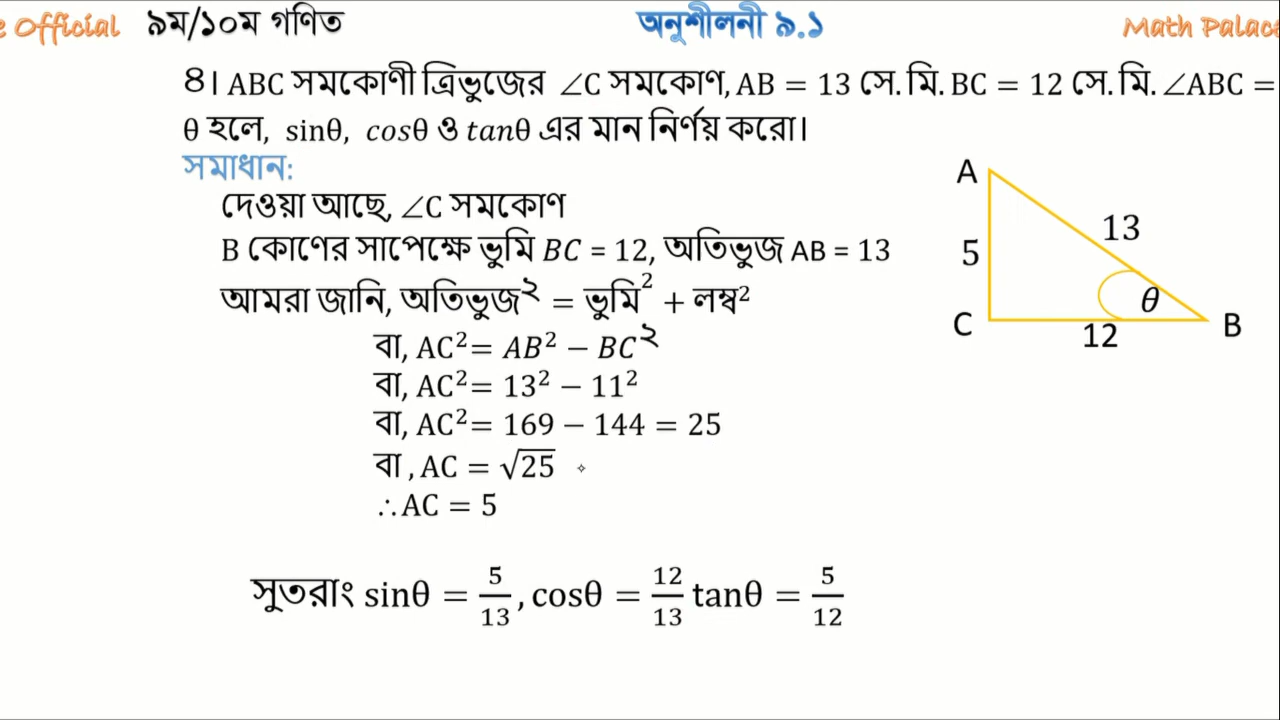 e Official ৯ম/১০ম গণিত অনুশীলনী ৯.১ Math Palace
৪। ABC সমকোণী ত্রিভুজের ∠C সমকোণ, AB = 13 সে. মি. BC = 12 সে. মি. ∠ABC =
θ হলে, sinθ, cosθ ও tanθ এর মান নির্ণয় করো।
সমাধান:
দেওয়া আছে, ∠C সমকোণ
B কোণের সাপেক্ষে ভুমি BC = 12, অতিভুজ AB = 13
আমরা জানি, অতিভুজ² = ভুমি² + লম্ব²
বা, AC² = AB² − BC²
বা, AC² = 13² − 11²
বা, AC² = 169 − 144 = 25
বা , AC = √25
∴ AC = 5
সুতরাং sinθ = 5/13, cosθ = 12/13 tanθ = 5/12
A
13
5
θ
C
12
B